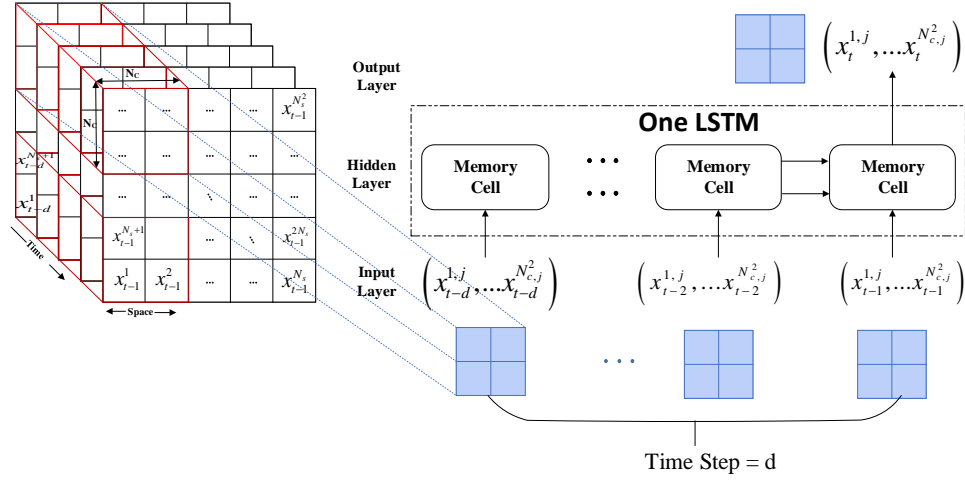 N_C
N_C
... ... ... ... x_{t-1}^{N_s^2}
... ... ... ... ...
... ... ⋱ ... ...
x_{t-1}^{N_s+1} ... ⋱ x_{t-1}^{2N_s}
x_{t-1}^{1} x_{t-1}^{2} ... ... x_{t-1}^{N_s}
x_{t-d}^{1}
Time
Space
Output
Layer
(x_t^{1,j}, ... x_t^{N_{c,j}^2})
One LSTM
Hidden
Layer
Memory
Cell
...
...
Memory
Cell
Memory
Cell
Input
Layer
(x_{t-d}^{1,j}, ... x_{t-d}^{N_{c,j}^2})
(x_{t-2}^{1,j}, ... x_{t-2}^{N_{c,j}^2})
(x_{t-1}^{1,j}, ... x_{t-1}^{N_{c,j}^2})
...
Time Step = d